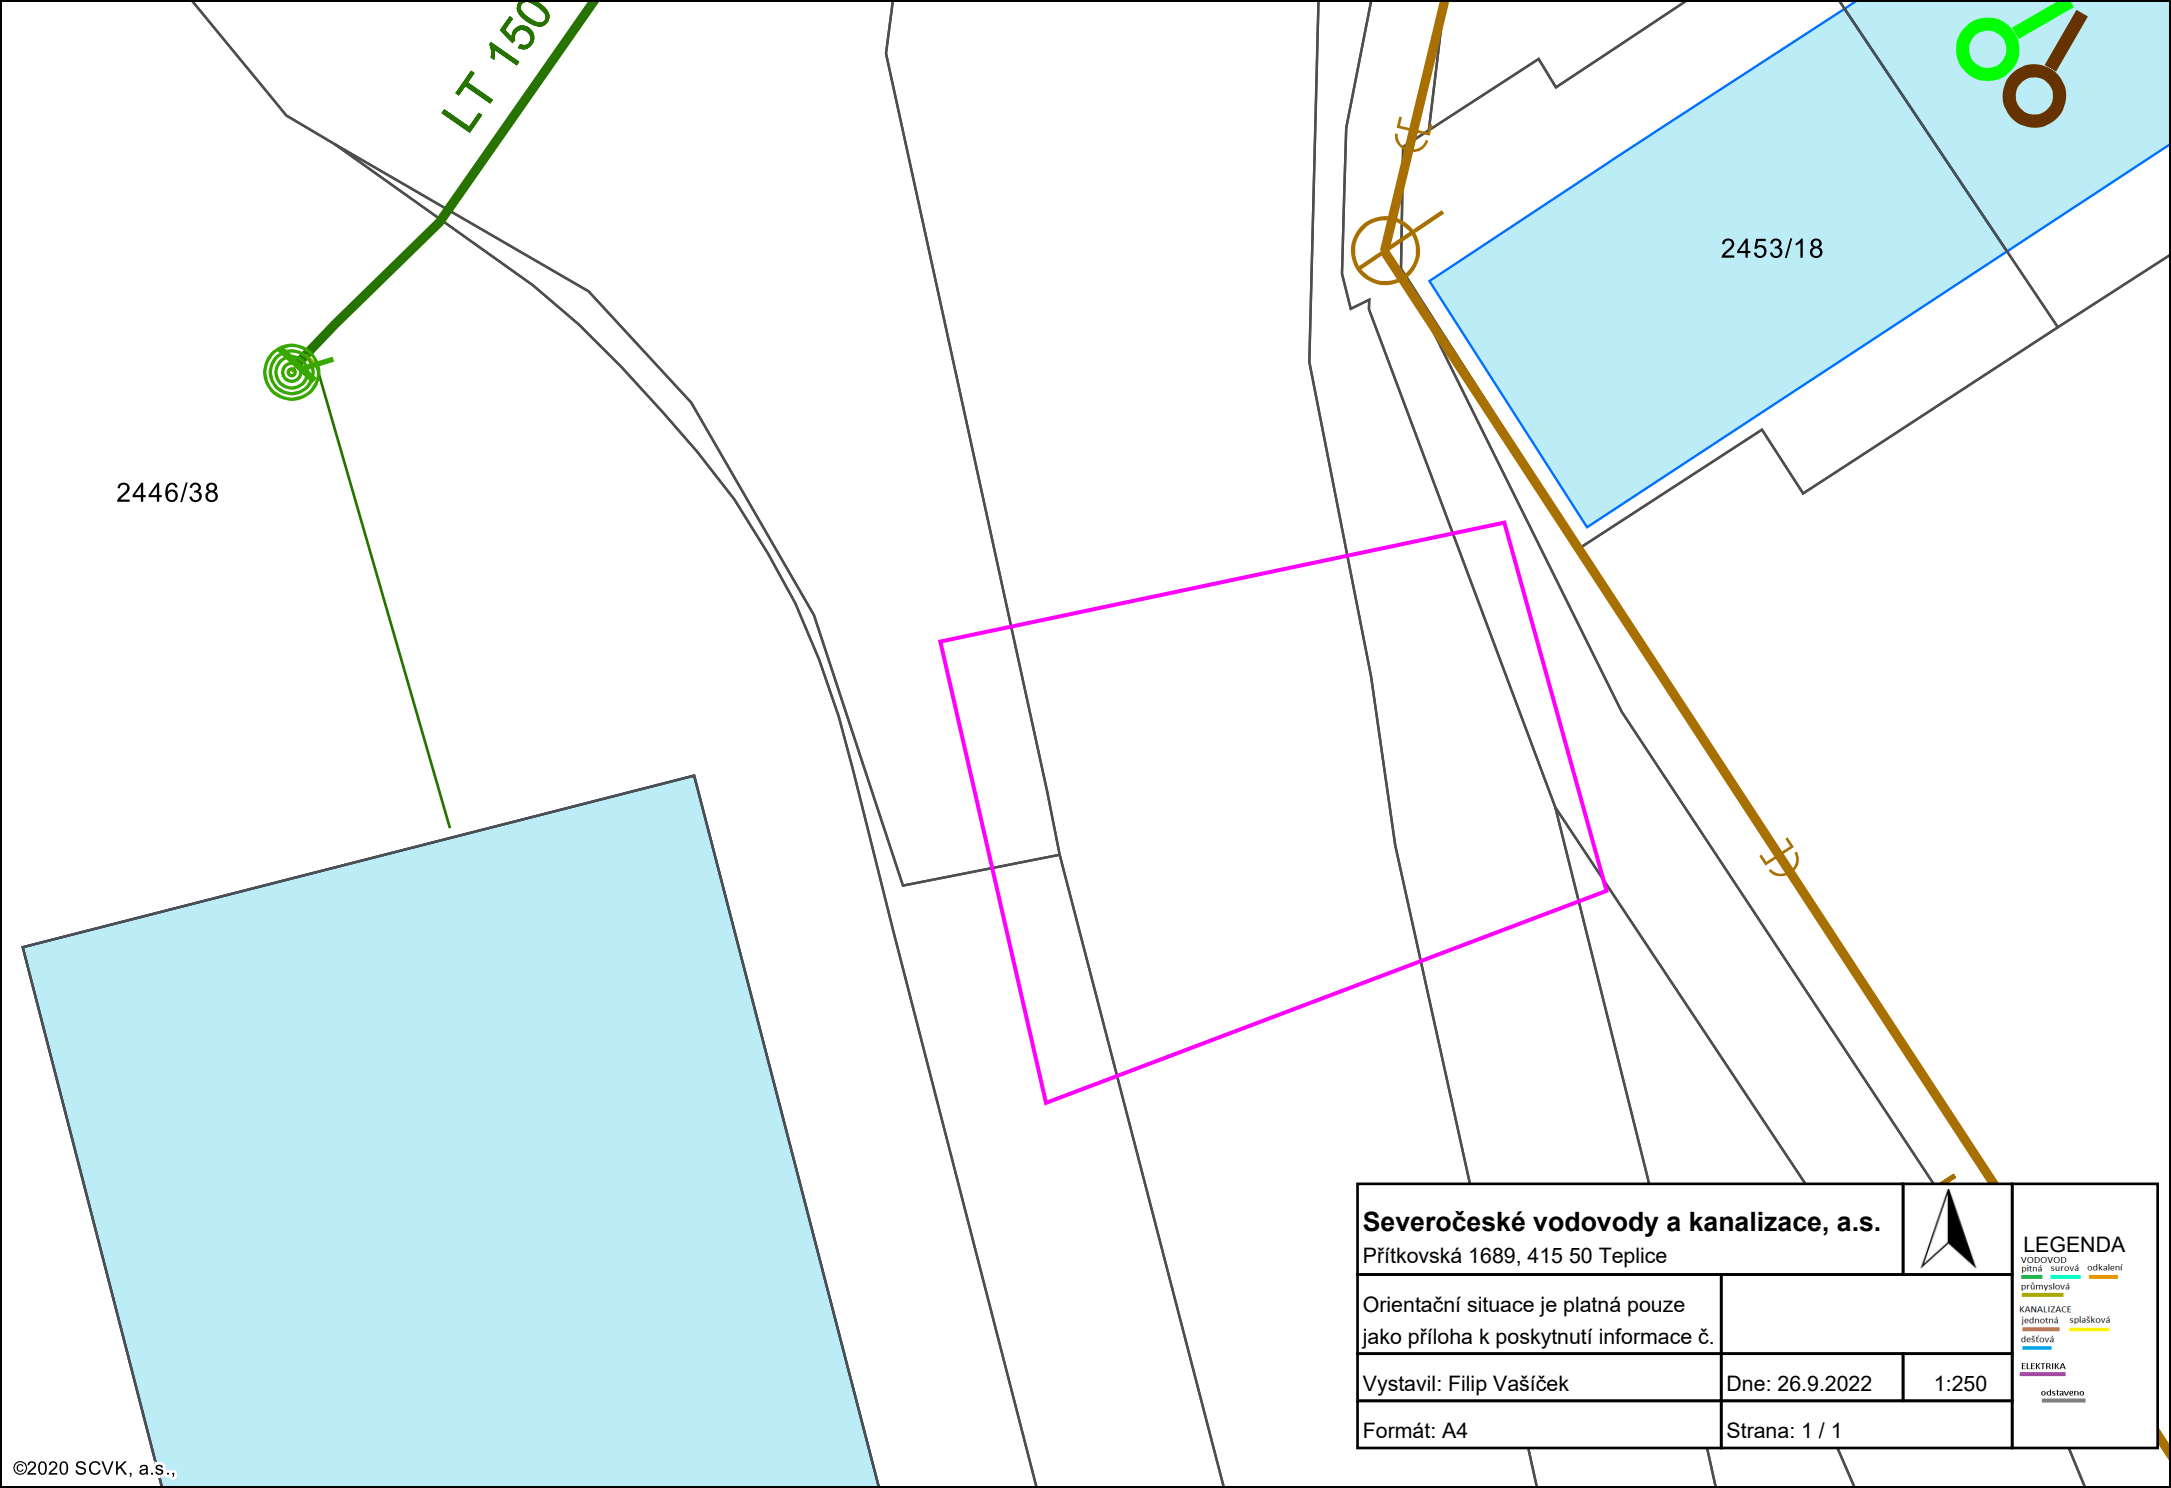 LT 150
2453/18
2446/38
Severočeské vodovody a kanalizace, a.s.
Přítkovská 1689, 415 50 Teplice
Orientační situace je platná pouze
jako příloha k poskytnutí informace č.
Vystavil: Filip Vašíček
Dne: 26.9.2022
1:250
Formát: A4
Strana: 1 / 1
LEGENDA
VODOVOD
pitná surová odkalení
průmyslová
KANALIZACE
jednotná splašková
dešťová
ELEKTRIKA
odstaveno
©2020 SCVK, a.s.,